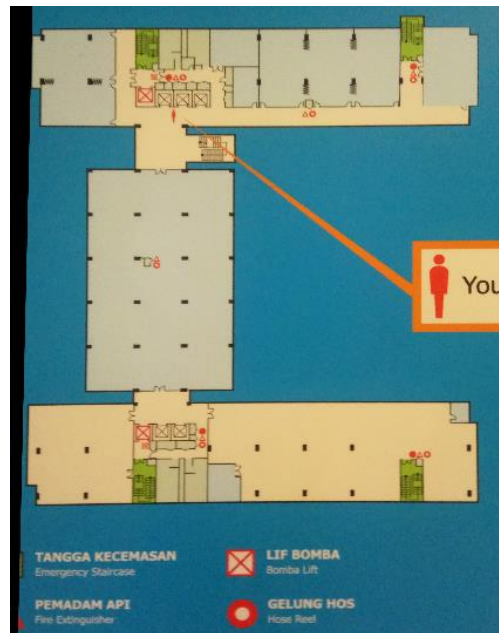 You
TANGGA KECEMASAN
Emergency Staircase
LIF BOMBA
Bomba Lift
PEMADAM API
Fire Extinguisher
GELUNG HOS
Hose Reel